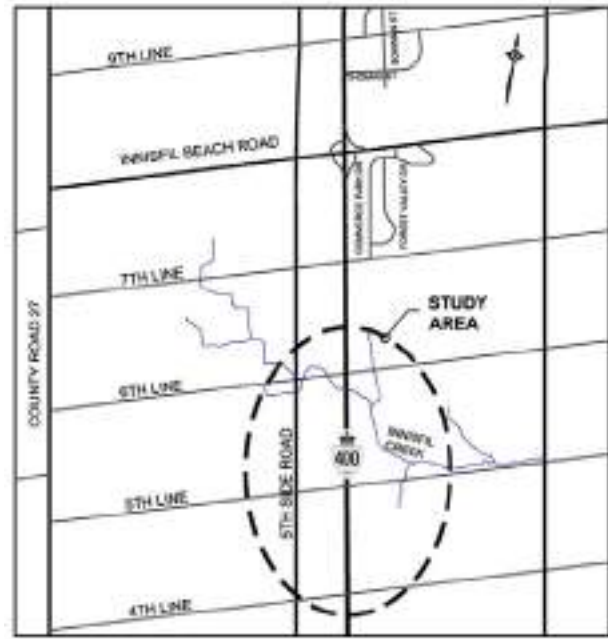 9TH LINE
INNISFIL BEACH ROAD
COMMERCE PARK DR
FOREST VALLEY DR
7TH LINE
STUDY
AREA
COUNTY ROAD 27
6TH LINE
INNISFIL
CREEK
400
5TH SIDE ROAD
5TH LINE
4TH LINE